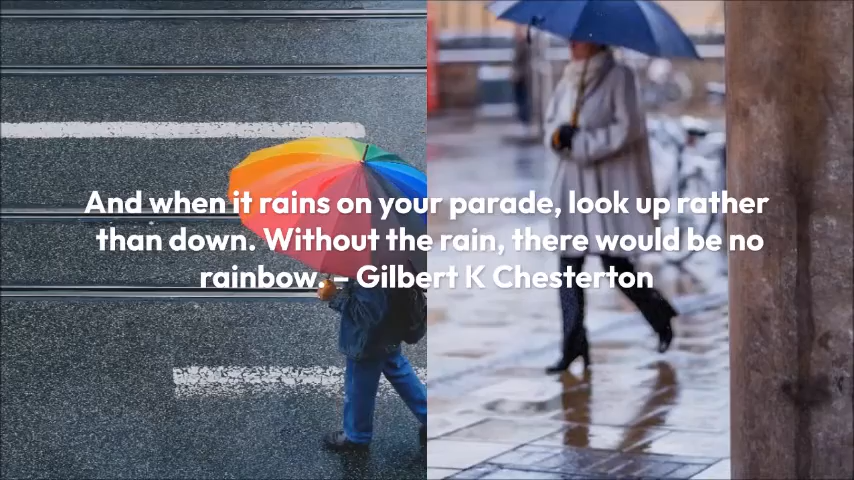 And when it rains on your parade, look up rather
than down. Without the rain, there would be no
rainbow. – Gilbert K Chesterton